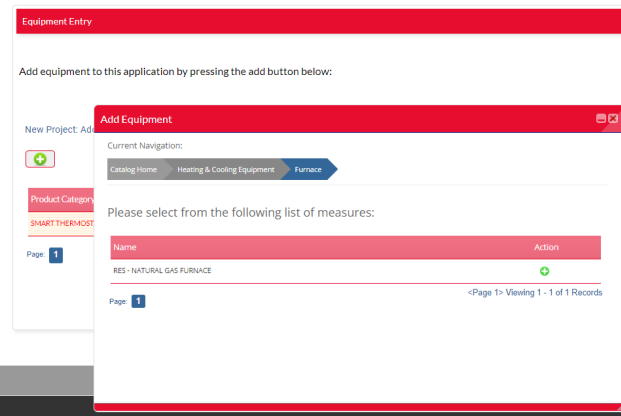 Equipment Entry
Add equipment to this application by pressing the add button below:
New Project: Ad
Product Category
SMART THERMOST
Page: 1
Add Equipment
Current Navigation:
Catalog Home Heating & Cooling Equipment Furnace
Please select from the following list of measures:
Name Action
RES - NATURAL GAS FURNACE
<Page 1> Viewing 1 - 1 of 1 Records
Page: 1